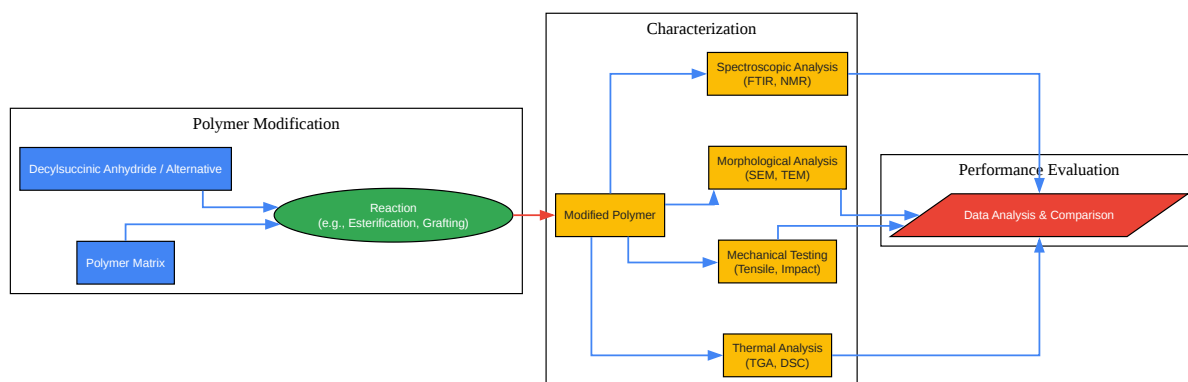 Polymer Modification
Decylsuccinic Anhydride / Alternative
Polymer Matrix
Reaction
(e.g., Esterification, Grafting)
Characterization
Modified Polymer
Spectroscopic Analysis
(FTIR, NMR)
Morphological Analysis
(SEM, TEM)
Mechanical Testing
(Tensile, Impact)
Thermal Analysis
(TGA, DSC)
Performance Evaluation
Data Analysis & Comparison